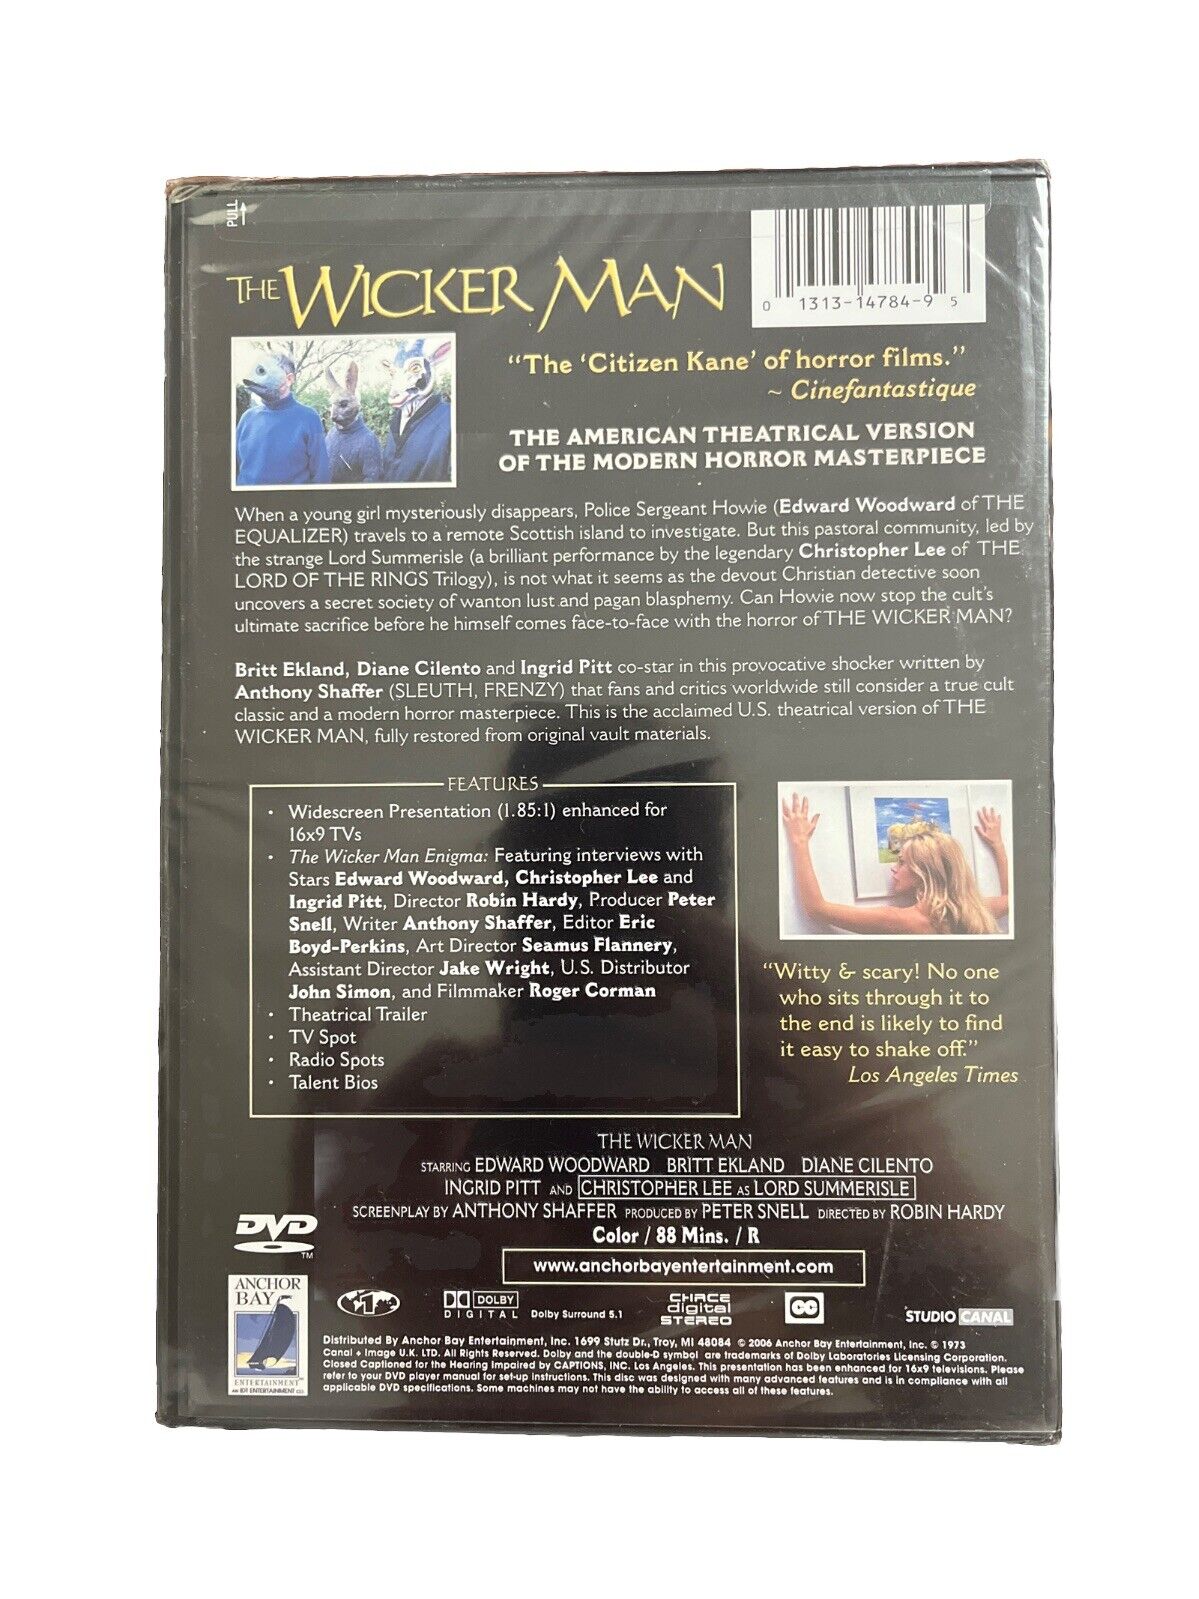 PULL
THE WICKER MAN
0 1313-14784-9 5
"The 'Citizen Kane' of horror films."
~ Cinefantastique
THE AMERICAN THEATRICAL VERSION
OF THE MODERN HORROR MASTERPIECE
When a young girl mysteriously disappears, Police Sergeant Howie (Edward Woodward of THE
EQUALIZER) travels to a remote Scottish island to investigate. But this pastoral community, led by
the strange Lord Summerisle (a brilliant performance by the legendary Christopher Lee of THE
LORD OF THE RINGS Trilogy), is not what it seems as the devout Christian detective soon
uncovers a secret society of wanton lust and pagan blasphemy. Can Howie now stop the cult's
ultimate sacrifice before he himself comes face-to-face with the horror of THE WICKER MAN?
Britt Ekland, Diane Cilento and Ingrid Pitt co-star in this provocative shocker written by
Anthony Shaffer (SLEUTH, FRENZY) that fans and critics worldwide still consider a true cult
classic and a modern horror masterpiece. This is the acclaimed U.S. theatrical version of THE
WICKER MAN, fully restored from original vault materials.
FEATURES
• Widescreen Presentation (1.85:1) enhanced for
16x9 TVs
• The Wicker Man Enigma: Featuring interviews with
Stars Edward Woodward, Christopher Lee and
Ingrid Pitt, Director Robin Hardy, Producer Peter
Snell, Writer Anthony Shaffer, Editor Eric
Boyd-Perkins, Art Director Seamus Flannery,
Assistant Director Jake Wright, U.S. Distributor
John Simon, and Filmmaker Roger Corman
• Theatrical Trailer
• TV Spot
• Radio Spots
• Talent Bios
"Witty & scary! No one
who sits through it to
the end is likely to find
it easy to shake off."
Los Angeles Times
THE WICKER MAN
STARRING EDWARD WOODWARD BRITT EKLAND DIANE CILENTO
INGRID PITT AND CHRISTOPHER LEE AS LORD SUMMERISLE
SCREENPLAY BY ANTHONY SHAFFER PRODUCED BY PETER SNELL DIRECTED BY ROBIN HARDY
Color / 88 Mins. / R
www.anchorbayentertainment.com
DVD
TM
ANCHOR
BAY
ENTERTAINMENT
AN IDT ENTERTAINMENT CO.
1
DOLBY
DIGITAL
Dolby Surround 5.1
CHACE
digital
STEREO
CC
STUDIO CANAL
Distributed By Anchor Bay Entertainment, Inc. 1699 Stutz Dr., Troy, MI 48084 © 2006 Anchor Bay Entertainment, Inc. © 1973
Canal + Image U.K. LTD. All Rights Reserved. Dolby and the double-D symbol are trademarks of Dolby Laboratories Licensing Corporation.
Closed Captioned for the Hearing Impaired by CAPTIONS, INC. Los Angeles. This presentation has been enhanced for 16x9 televisions. Please
refer to your DVD player manual for set-up instructions. This disc was designed with many advanced features and is in compliance with all
applicable DVD specifications. Some machines may not have the ability to access all of these features.